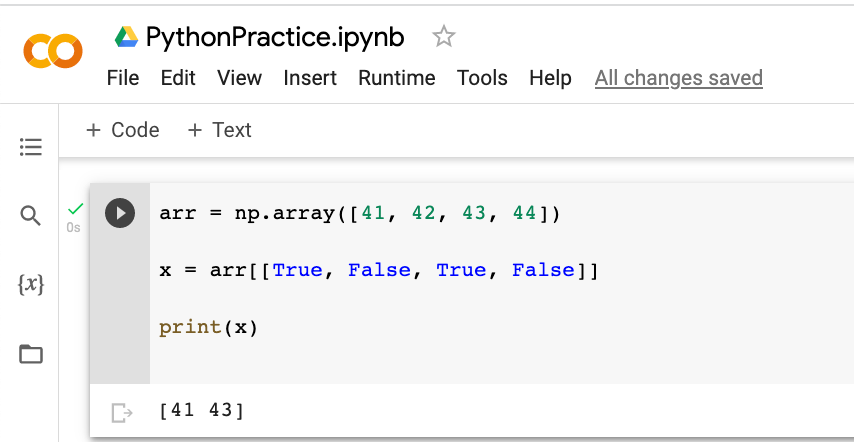 PythonPractice.ipynb
File Edit View Insert Runtime Tools Help All changes saved
+ Code + Text
{x}
0s
arr = np.array([41, 42, 43, 44])
x = arr[[True, False, True, False]]
print(x)
[41 43]